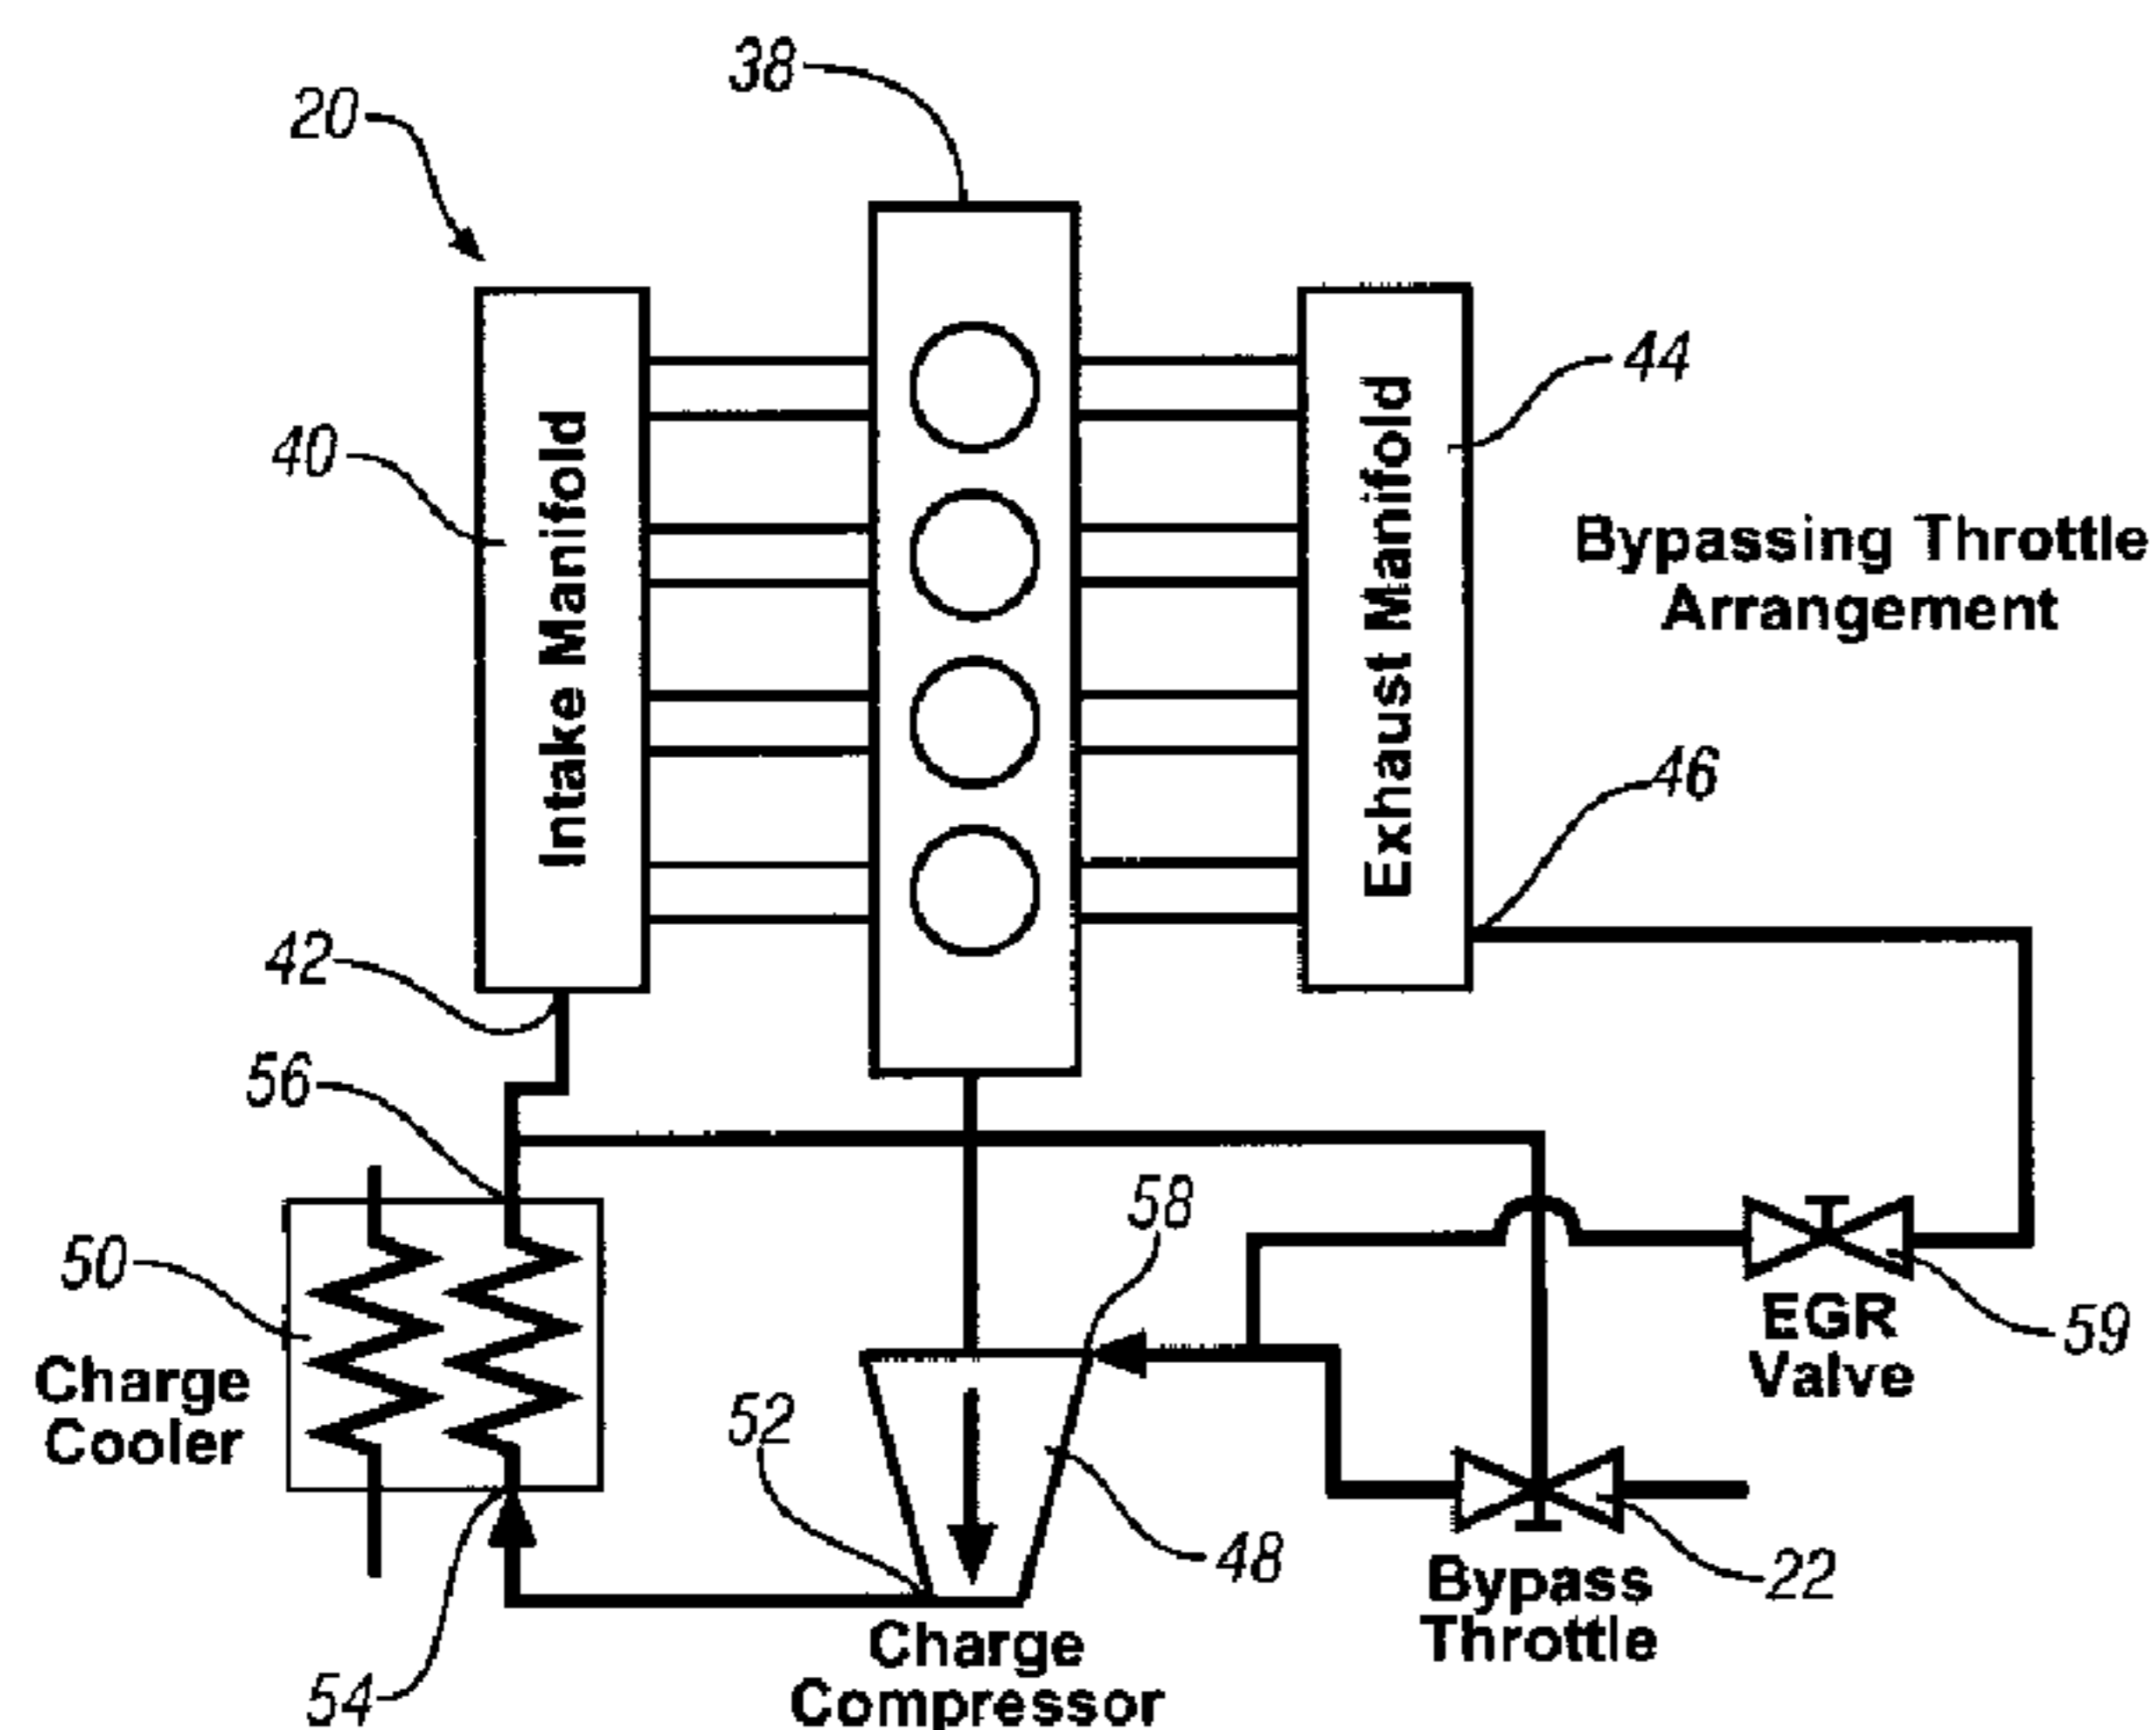 38
20
44
40
Intake Manifold
Exhaust Manifold
Bypassing Throttle
Arrangement
46
42
56
58
50
EGR
Valve
59
Charge
Cooler
52
48
Bypass
Throttle
22
Charge
Compressor
54